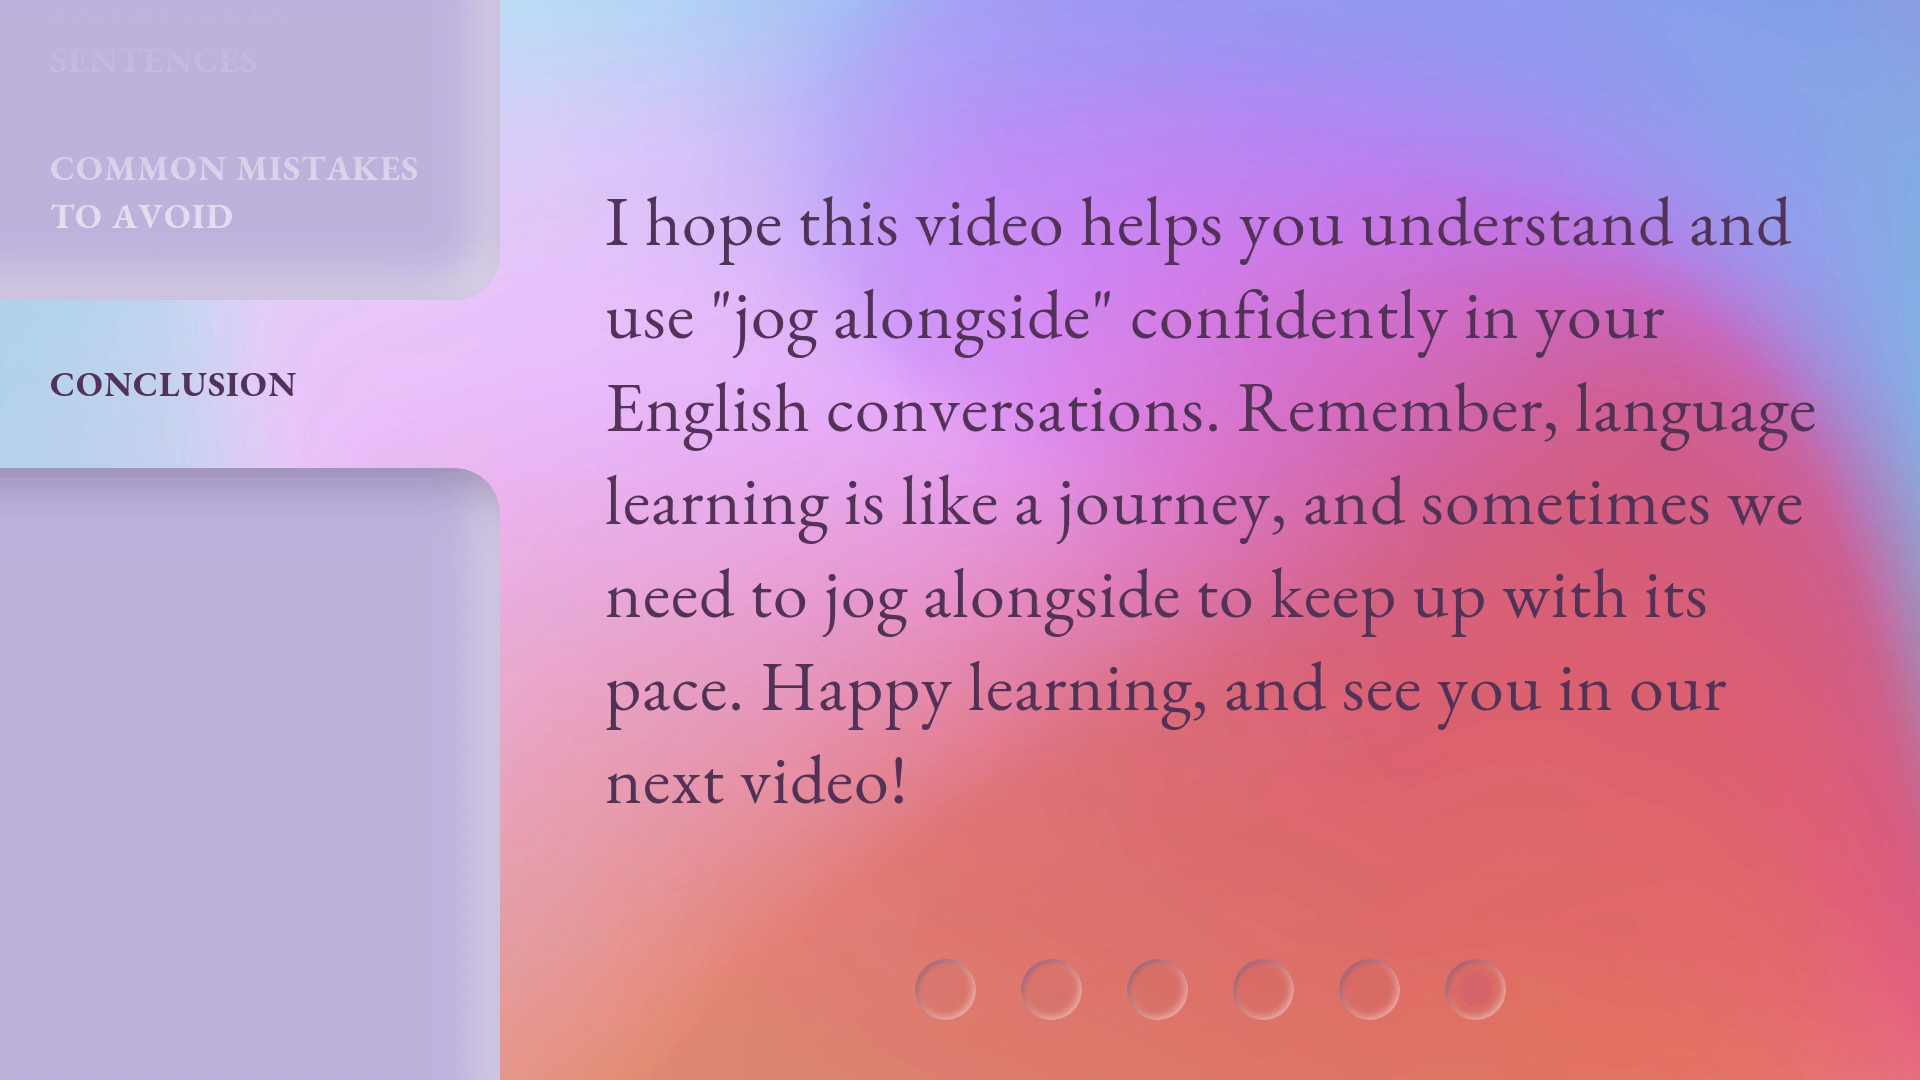 SENTENCES
COMMON MISTAKES
TO AVOID
CONCLUSION
I hope this video helps you understand and
use "jog alongside" confidently in your
English conversations. Remember, language
learning is like a journey, and sometimes we
need to jog alongside to keep up with its
pace. Happy learning, and see you in our
next video!